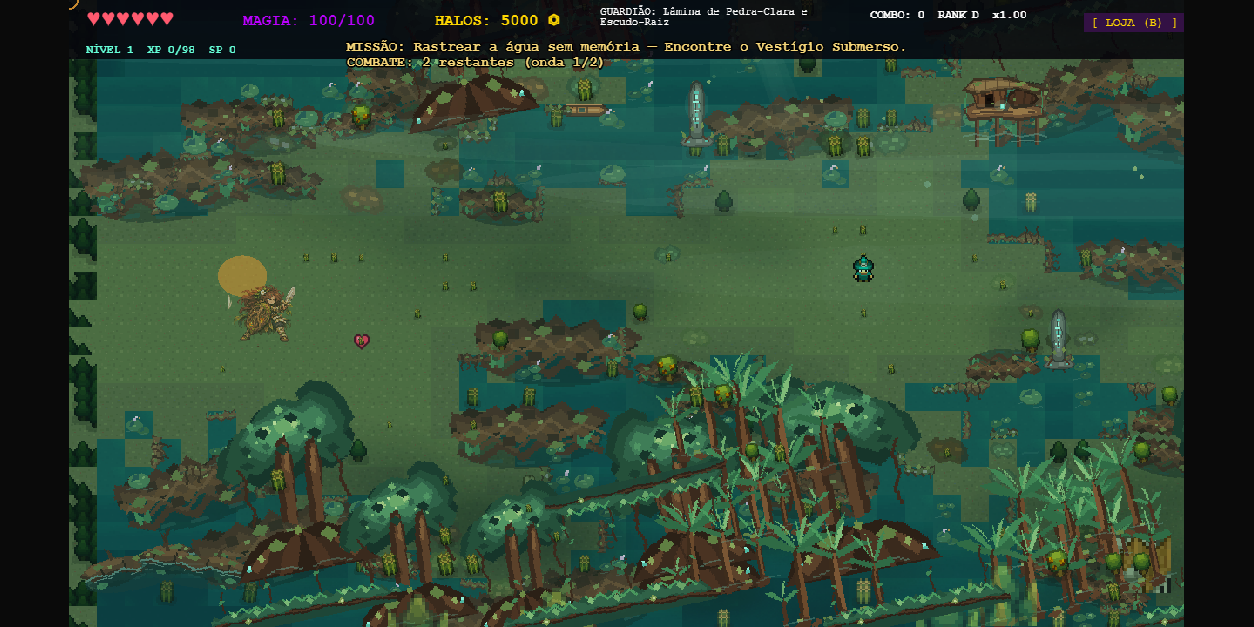 MAGIA: 100/100
HALOS: 5000
GUARDIÃO: Lâmina de Pedra-Clara e
Escudo-Raiz
COMBO: 0 RANK D x1.00
[ LOJA (B) ]
NÍVEL 1 XP 0/98 SP 0
MISSÃO: Rastrear a água sem memória — Encontre o Vestígio Submerso.
COMBATE: 2 restantes (onda 1/2)